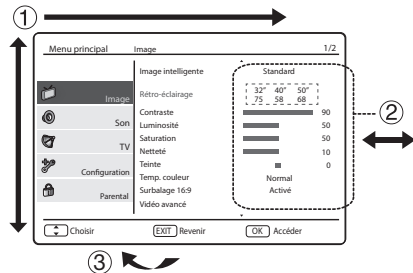 ①
Menu principal Image 1/2
Image intelligente Standard
Image
Rétro-éclairage 32" 40" 50"
75 58 68
Contraste 90
Son
Luminosité 50
Saturation 50
TV
Netteté 10
Teinte 0
Configuration
Temp. couleur Normal
Surbalage 16:9 Activé
Parental
Vidéo avancé
②
Choisir EXIT Revenir OK Accéder
③